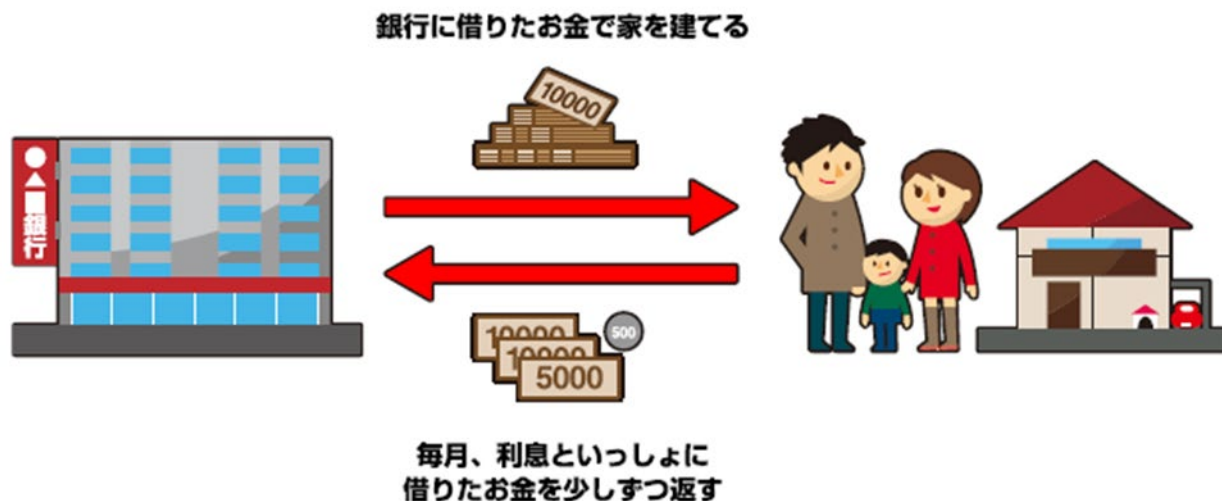 銀行に借りたお金で家を建てる
10000
●▲■銀行
10000
10000
5000
500
毎月、利息といっしょに
借りたお金を少しずつ返す